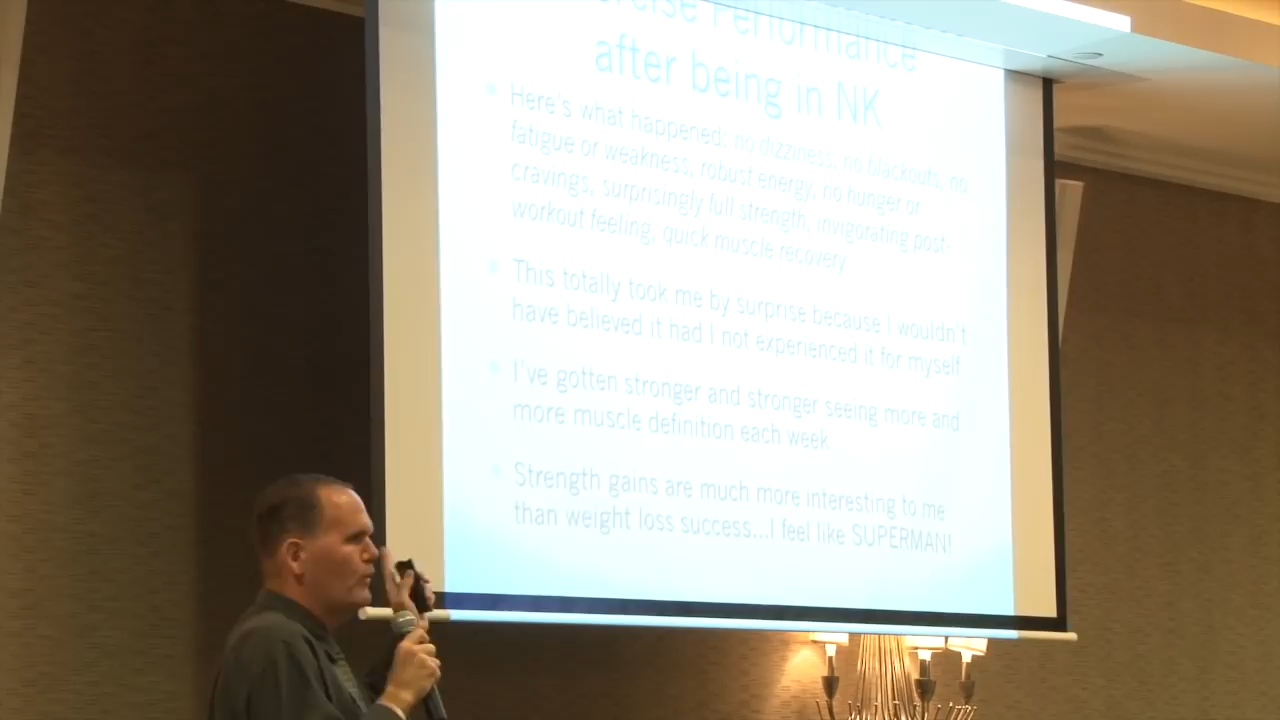 Performance
after being in NK
Here's what happened: no dizziness, no blackouts, no
fatigue or weakness, robust energy, no hunger or
cravings, surprisingly full strength, invigorating post-
workout feeling, quick muscle recovery
This totally took me by surprise because I wouldn't
have believed it had I not experienced it for myself
I've gotten stronger and stronger seeing more and
more muscle definition each week
Strength gains are much more interesting to me
than weight loss success...I feel like SUPERMAN!